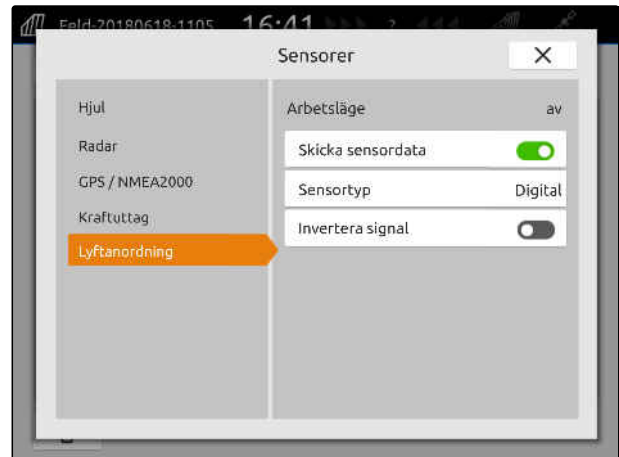 Feld-20180618-1105 16:41 ?
Sensorer
Hjul
Radar
GPS / NMEA2000
Kraftuttag
Lyftanordning
Arbetsläge av
Skicka sensordata
Sensortyp Digital
Invertera signal